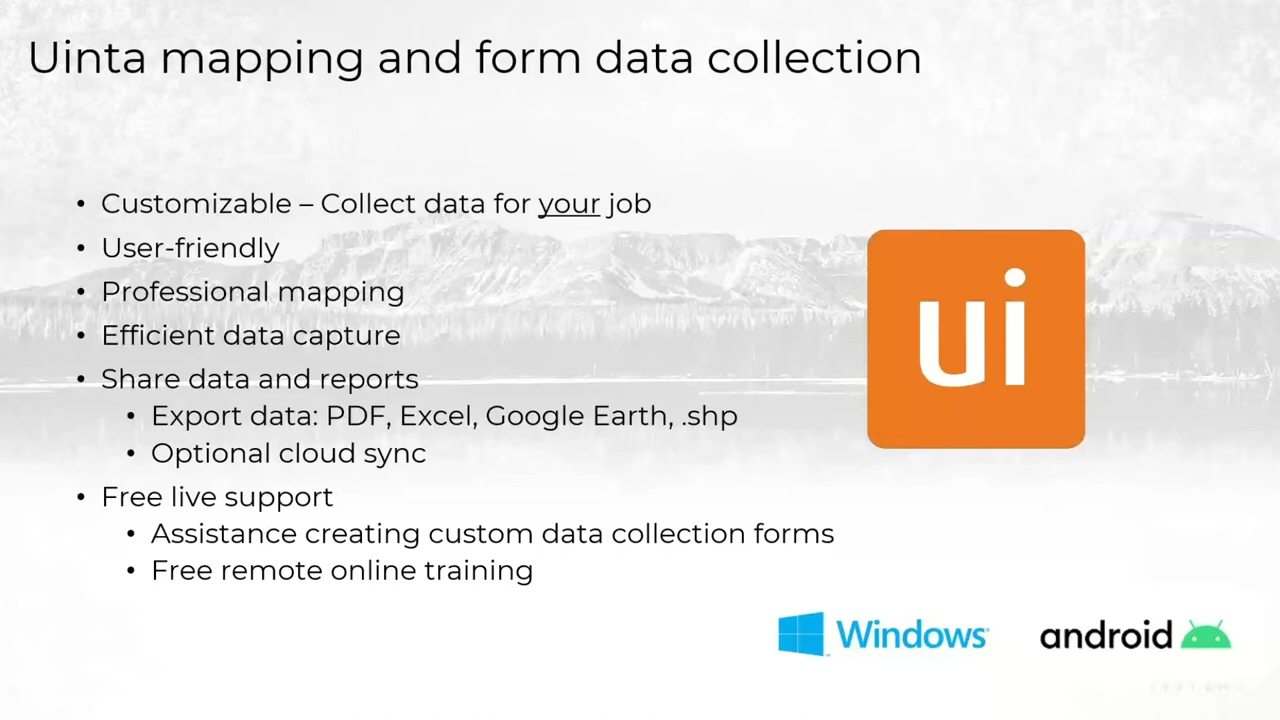 Uinta mapping and form data collection
• Customizable – Collect data for your job
• User-friendly
• Professional mapping
• Efficient data capture
• Share data and reports
• Export data: PDF, Excel, Google Earth, .shp
• Optional cloud sync
• Free live support
• Assistance creating custom data collection forms
• Free remote online training
ui
Windows
android